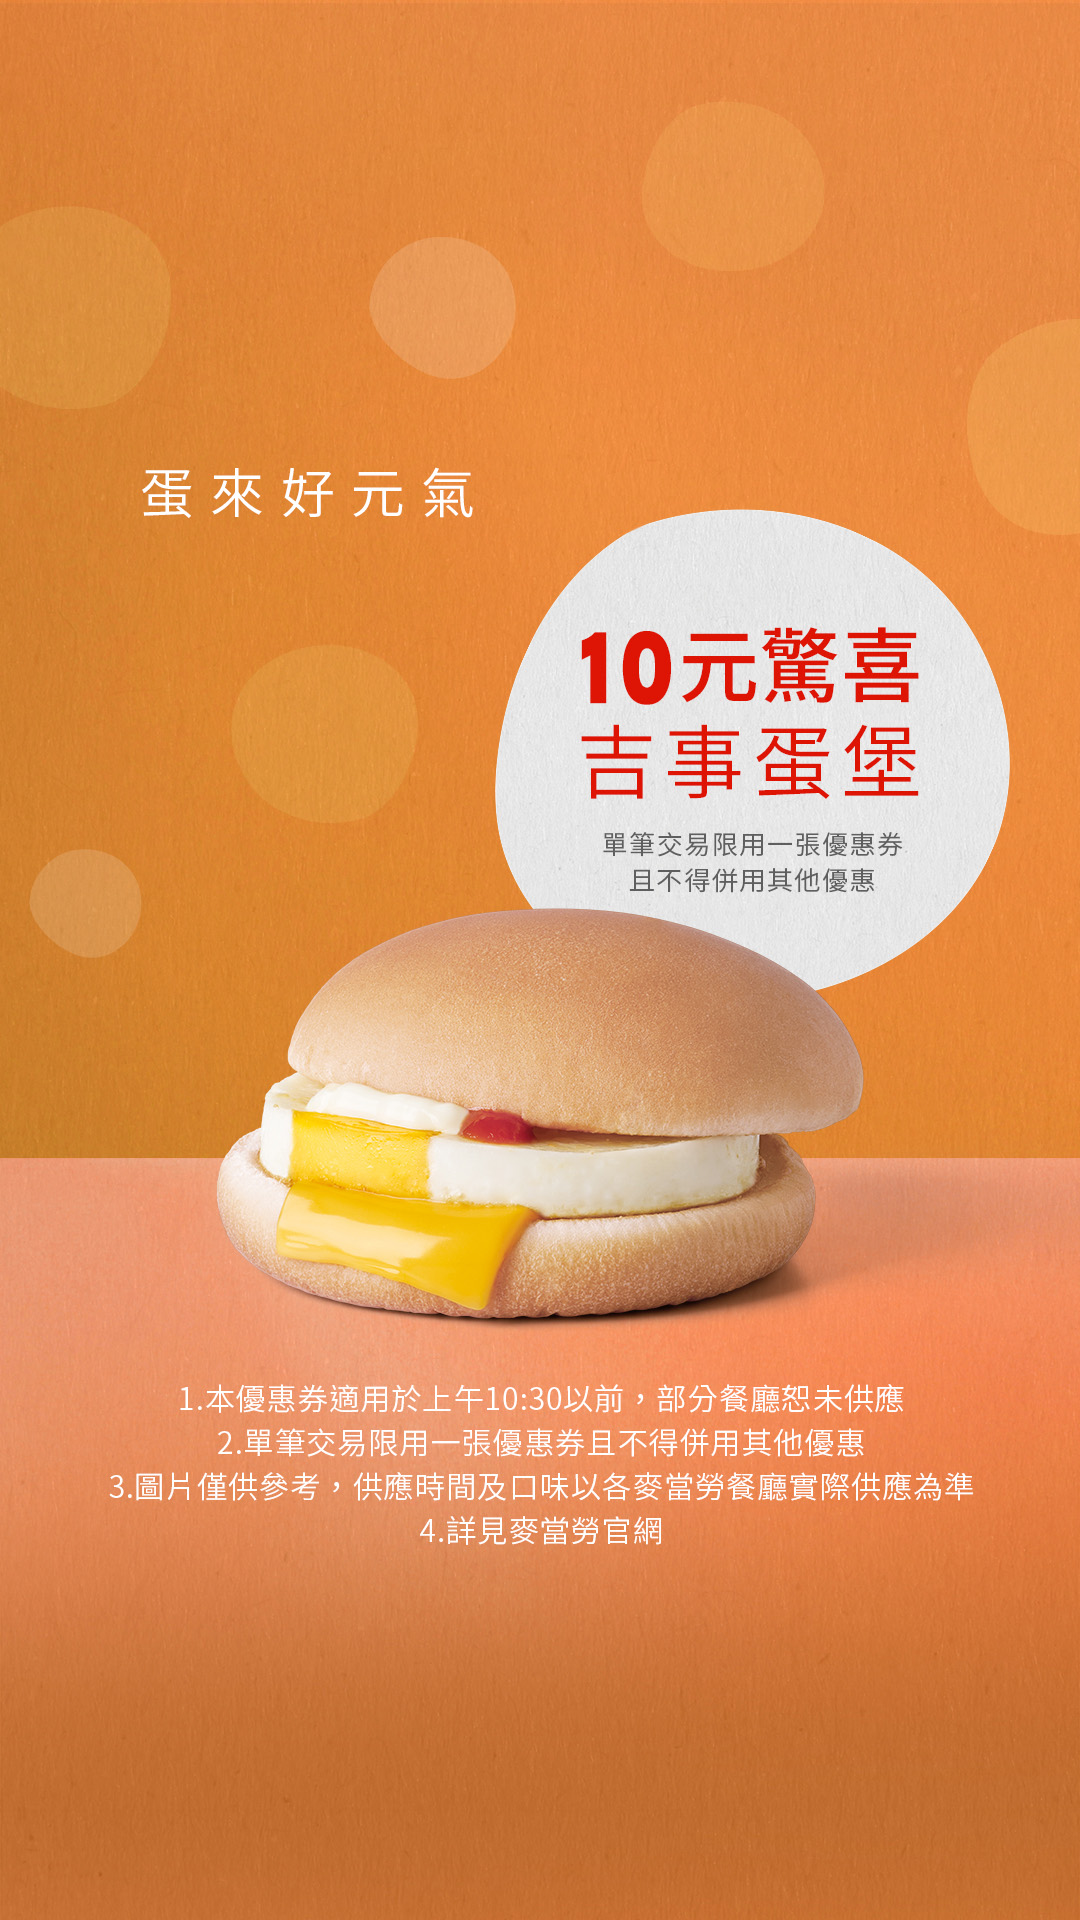 蛋來好元氣
10元驚喜
吉事蛋堡
單筆交易限用一張優惠券
且不得併用其他優惠
1.本優惠券適用於上午10:30以前，部分餐廳恕未供應
2.單筆交易限用一張優惠券且不得併用其他優惠
3.圖片僅供參考，供應時間及口味以各麥當勞餐廳實際供應為準
4.詳見麥當勞官網